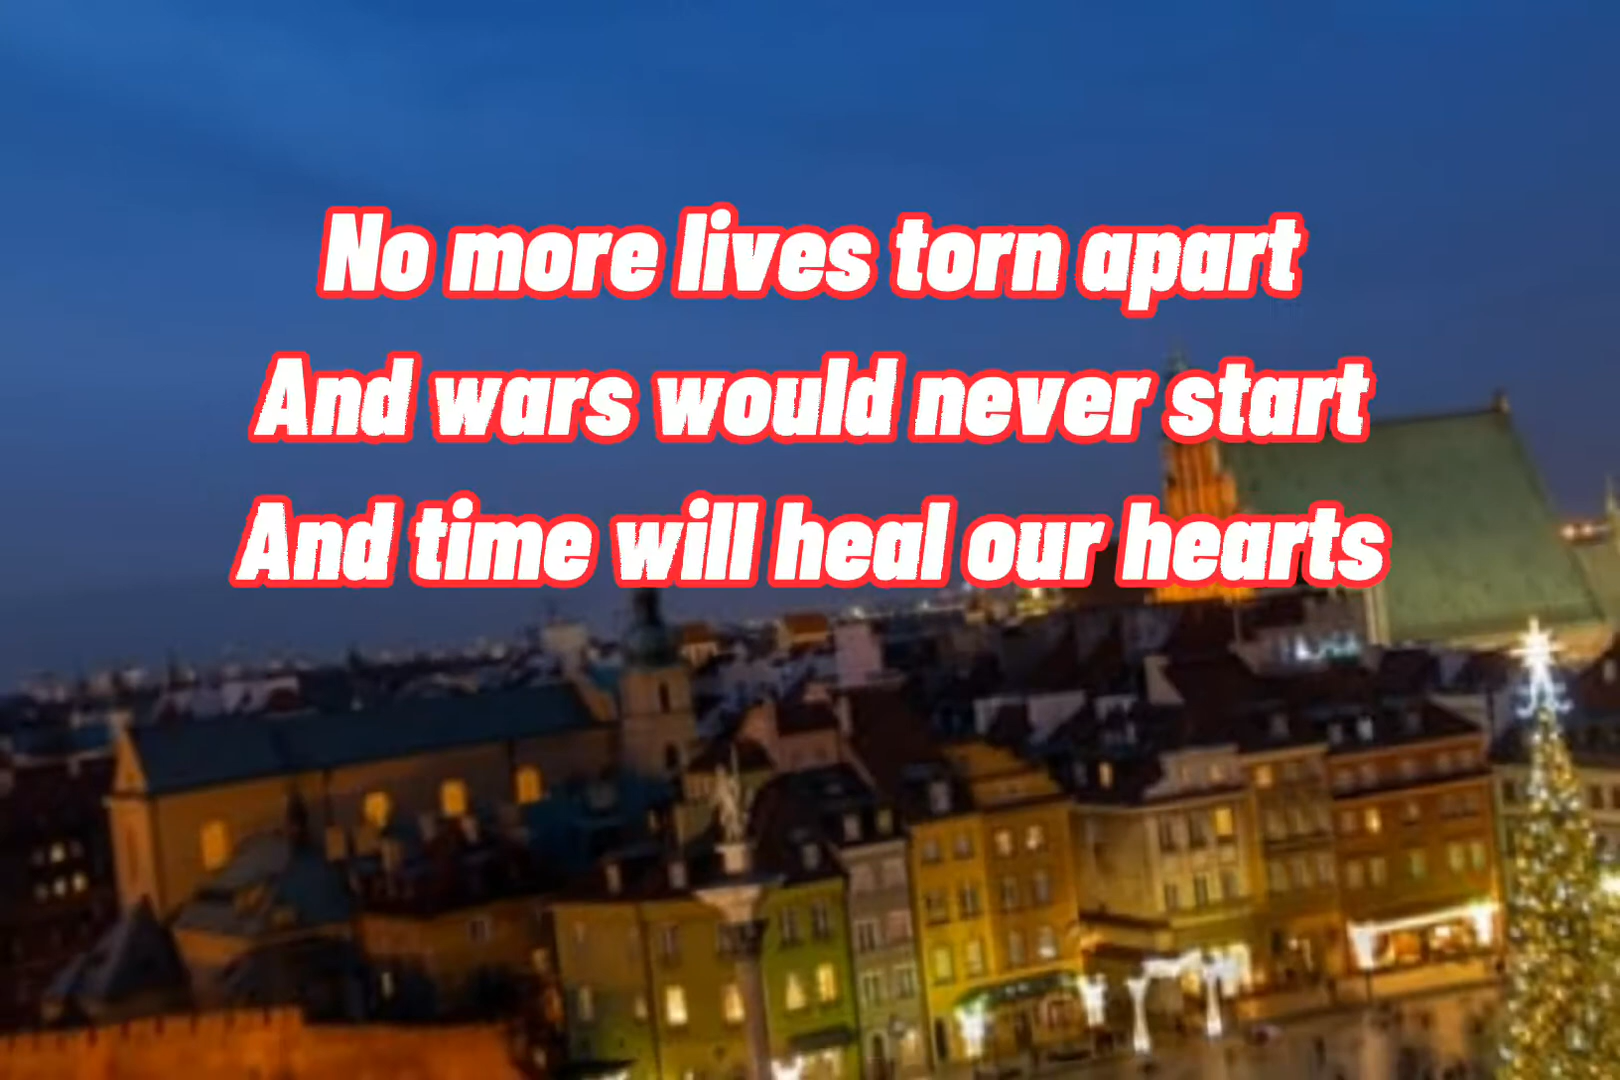 No more lives torn apart
And wars would never start
And time will heal our hearts